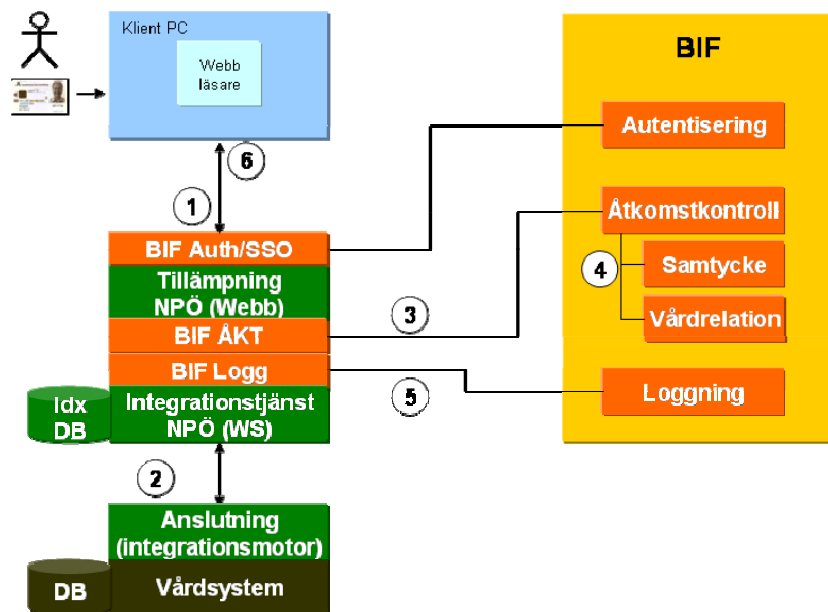 Klient PC
Webb
läsare
6
1
BIF Auth/SSO
Tillämpning
NPÖ (Webb)
BIF ÅKT
3
BIF Logg
5
Idx
DB
Integrationstjänst
NPÖ (WS)
2
Anslutning
(integrationsmotor)
DB
Vårdsystem
BIF
Autentisering
Åtkomstkontroll
4
Samtycke
Vårdrelation
Loggning